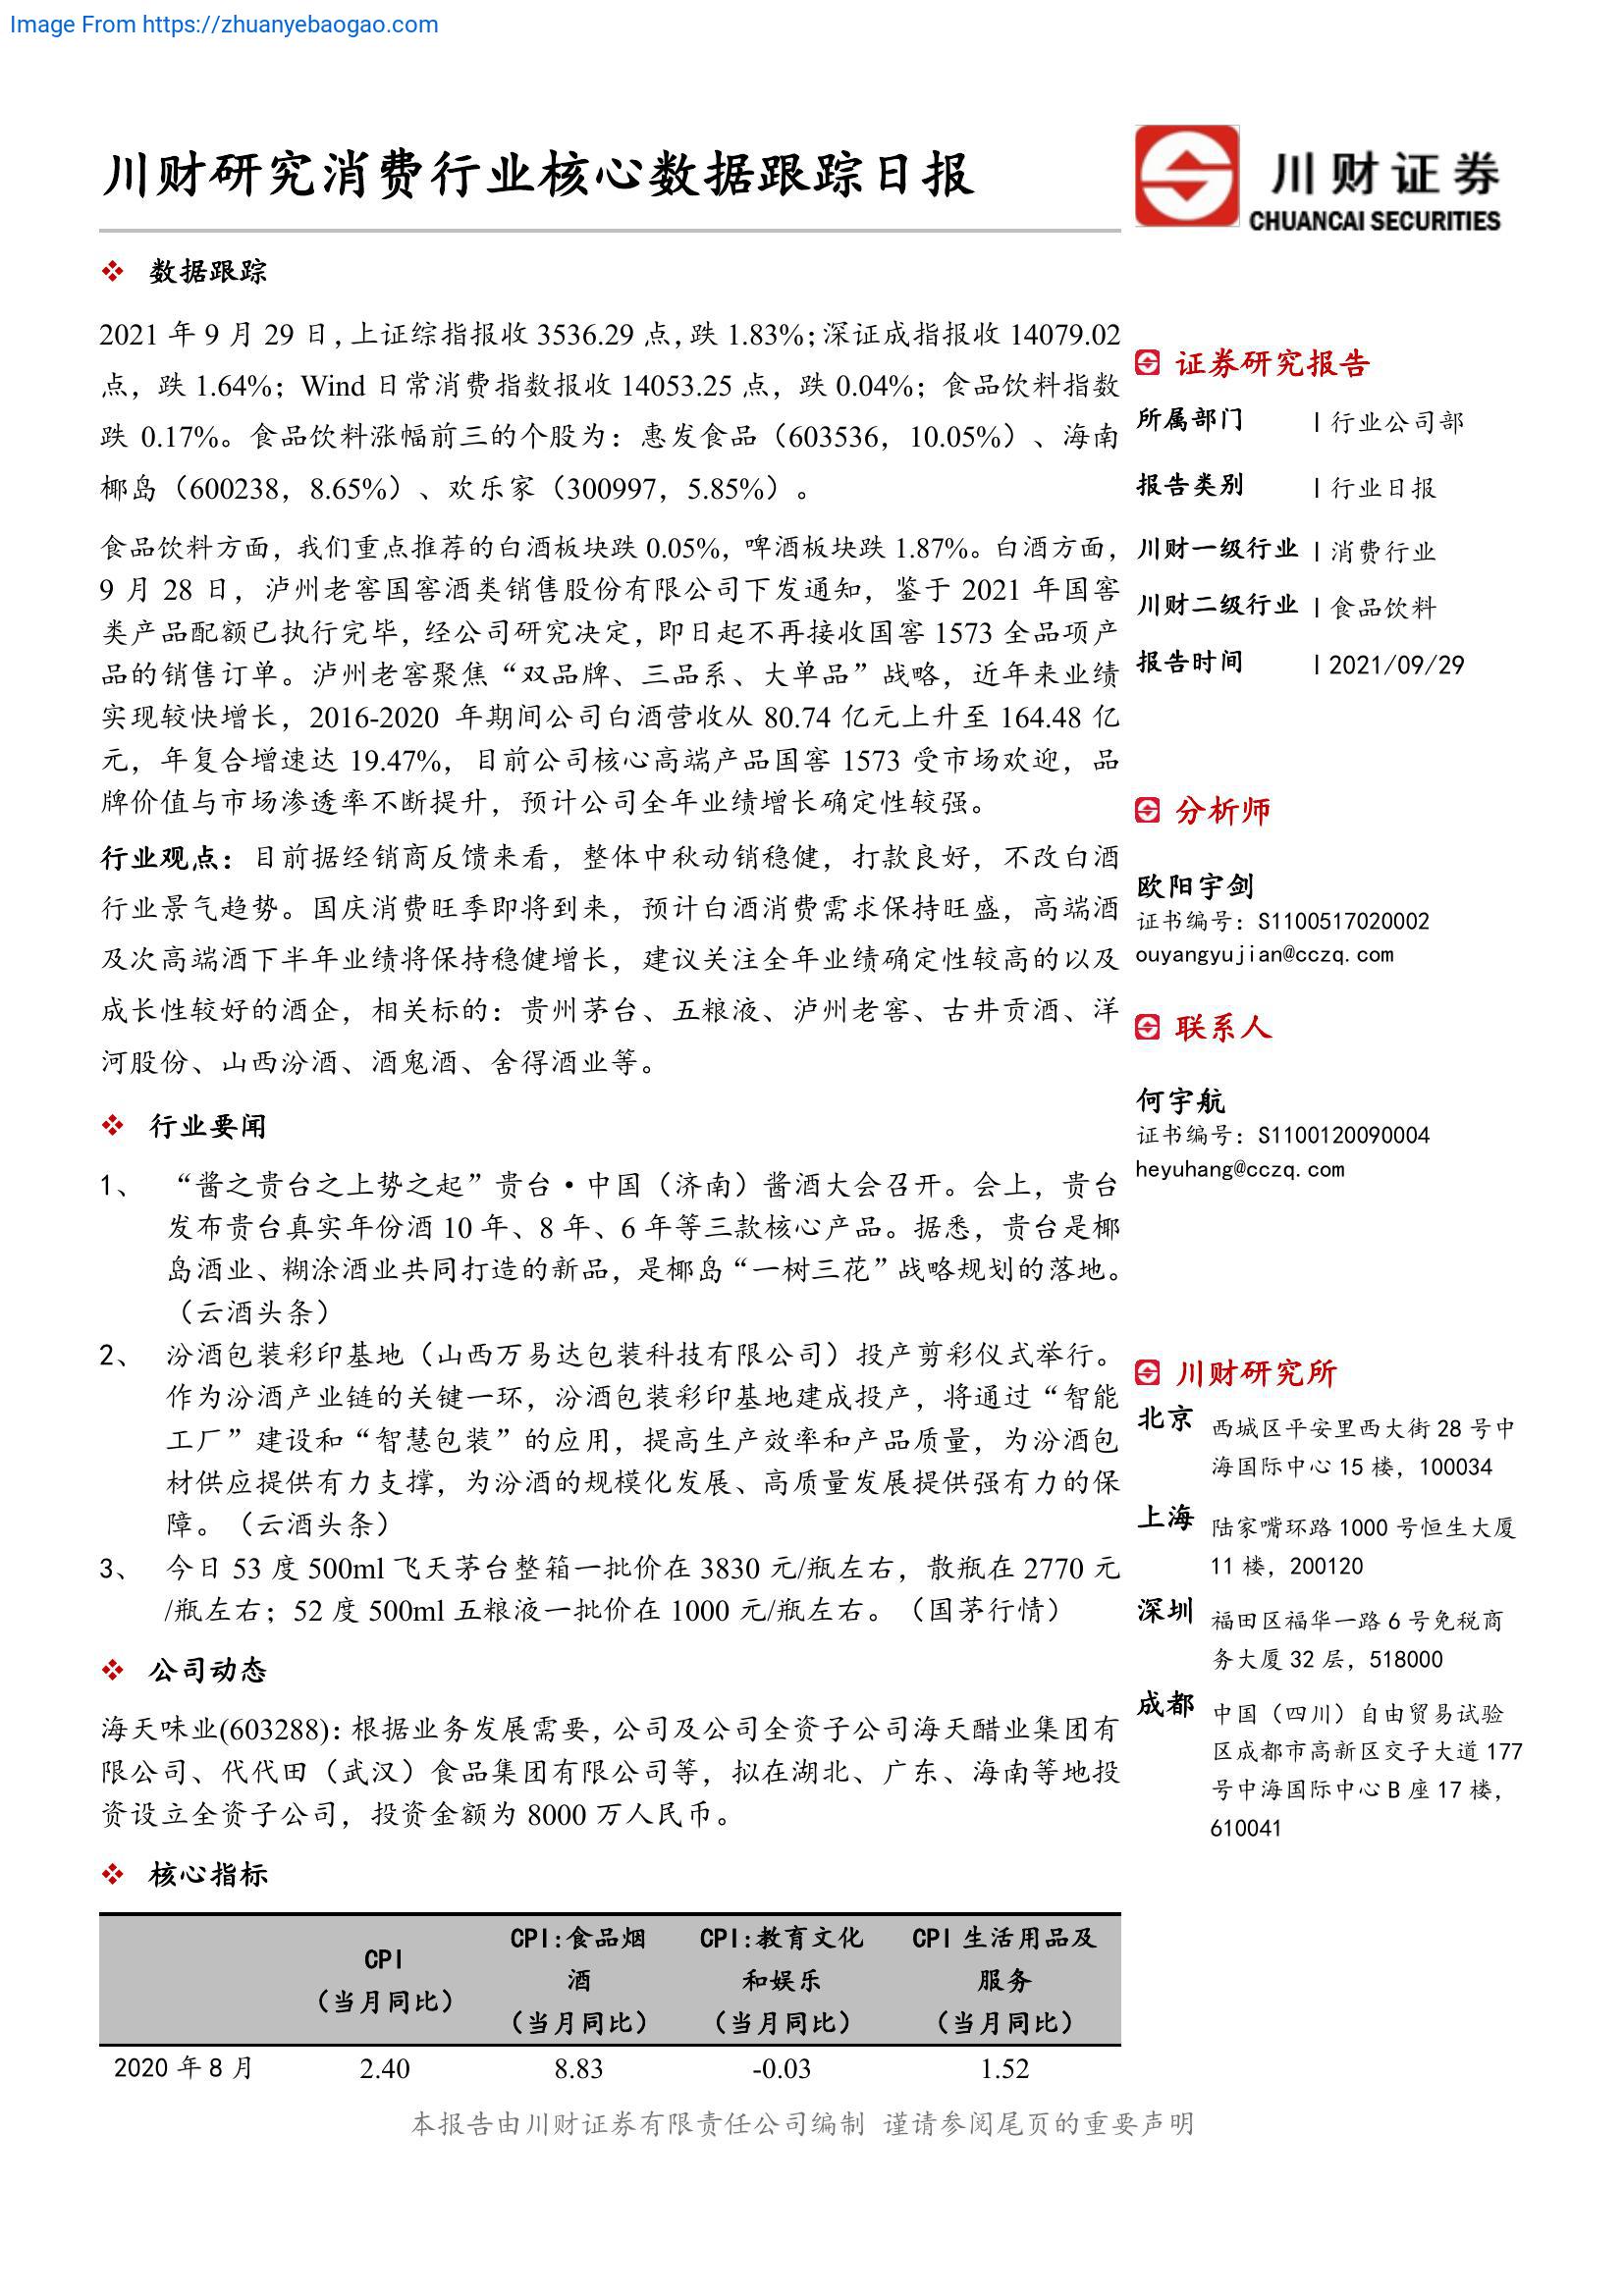 Image From https://zhuanyebaogao.com
川财研究消费行业核心数据跟踪日报
川财证券
CHUANCAI SECURITIES
数据跟踪
2021 年 9 月 29 日，上证综指报收 3536.29 点，跌 1.83%；深证成指报收 14079.02
点，跌 1.64%；Wind 日常消费指数报收 14053.25 点，跌 0.04%；食品饮料指数
跌 0.17%。食品饮料涨幅前三的个股为：惠发食品（603536，10.05%）、海南
椰岛（600238，8.65%）、欢乐家（300997，5.85%）。
食品饮料方面，我们重点推荐的白酒板块跌 0.05%，啤酒板块跌 1.87%。白酒方面，
9 月 28 日，泸州老窖国窖酒类销售股份有限公司下发通知，鉴于 2021 年国窖
类产品配额已执行完毕，经公司研究决定，即日起不再接收国窖 1573 全品项产
品的销售订单。泸州老窖聚焦“双品牌、三品系、大单品”战略，近年来业绩
实现较快增长，2016-2020 年期间公司白酒营收从 80.74 亿元上升至 164.48 亿
元，年复合增速达 19.47%，目前公司核心高端产品国窖 1573 受市场欢迎，品
牌价值与市场渗透率不断提升，预计公司全年业绩增长确定性较强。
行业观点：目前据经销商反馈来看，整体中秋动销稳健，打款良好，不改白酒
行业景气趋势。国庆消费旺季即将到来，预计白酒消费需求保持旺盛，高端酒
及次高端酒下半年业绩将保持稳健增长，建议关注全年业绩确定性较高的以及
成长性较好的酒企，相关标的：贵州茅台、五粮液、泸州老窖、古井贡酒、洋
河股份、山西汾酒、酒鬼酒、舍得酒业等。
行业要闻
1、 “酱之贵台之上势之起”贵台·中国（济南）酱酒大会召开。会上，贵台
发布贵台真实年份酒 10 年、8 年、6 年等三款核心产品。据悉，贵台是椰
岛酒业、糊涂酒业共同打造的新品，是椰岛“一树三花”战略规划的落地。
（云酒头条）
2、 汾酒包装彩印基地（山西万易达包装科技有限公司）投产剪彩仪式举行。
作为汾酒产业链的关键一环，汾酒包装彩印基地建成投产，将通过“智能
工厂”建设和“智慧包装”的应用，提高生产效率和产品质量，为汾酒包
材供应提供有力支撑，为汾酒的规模化发展、高质量发展提供强有力的保
障。（云酒头条）
3、 今日 53 度 500ml 飞天茅台整箱一批价在 3830 元/瓶左右，散瓶在 2770 元
/瓶左右；52 度 500ml 五粮液一批价在 1000 元/瓶左右。（国茅行情）
公司动态
海天味业(603288)：根据业务发展需要，公司及公司全资子公司海天醋业集团有
限公司、代代田（武汉）食品集团有限公司等，拟在湖北、广东、海南等地投
资设立全资子公司，投资金额为 8000 万人民币。
核心指标
CPI
（当月同比）
CPI:食品烟
酒
（当月同比）
CPI:教育文化
和娱乐
（当月同比）
CPI 生活用品及
服务
（当月同比）
2020 年 8 月 2.40 8.83 -0.03 1.52
证券研究报告
所属部门 | 行业公司部
报告类别 | 行业日报
川财一级行业 | 消费行业
川财二级行业 | 食品饮料
报告时间 | 2021/09/29
分析师
欧阳宇剑
证书编号：S1100517020002
ouyangyujian@cczq.com
联系人
何宇航
证书编号：S1100120090004
heyuhang@cczq.com
川财研究所
北京 西城区平安里西大街 28 号中
海国际中心 15 楼，100034
上海 陆家嘴环路 1000 号恒生大厦
11 楼，200120
深圳 福田区福华一路 6 号免税商
务大厦 32 层，518000
成都 中国（四川）自由贸易试验
区成都市高新区交子大道 177
号中海国际中心 B 座 17 楼，
610041
本报告由川财证券有限责任公司编制 谨请参阅尾页的重要声明